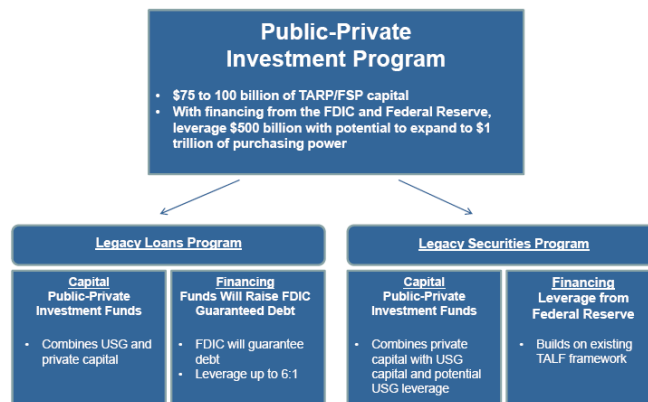 Public-Private
Investment Program
• $75 to 100 billion of TARP/FSP capital
• With financing from the FDIC and Federal Reserve,
leverage $500 billion with potential to expand to $1
trillion of purchasing power
Legacy Loans Program
Capital
Public-Private
Investment Funds
• Combines USG and
private capital
Financing
Funds Will Raise FDIC
Guaranteed Debt
• FDIC will guarantee
debt
• Leverage up to 6:1
Legacy Securities Program
Capital
Public-Private
Investment Funds
• Combines private
capital with USG
capital and potential
USG leverage
Financing
Leverage from
Federal Reserve
• Builds on existing
TALF framework